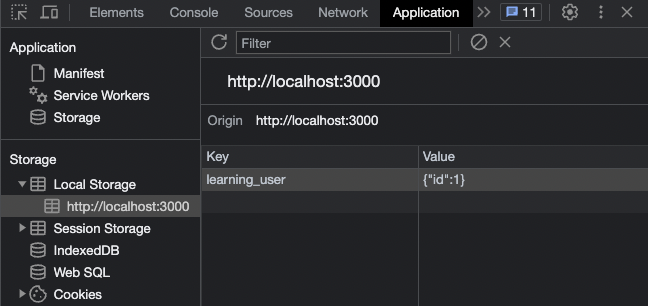 Elements Console Sources Network Application 11
Application
Manifest
Service Workers
Storage
Storage
Local Storage
http://localhost:3000
Session Storage
IndexedDB
Web SQL
Cookies
Filter
http://localhost:3000
Origin http://localhost:3000
Key Value
learning_user {"id":1}